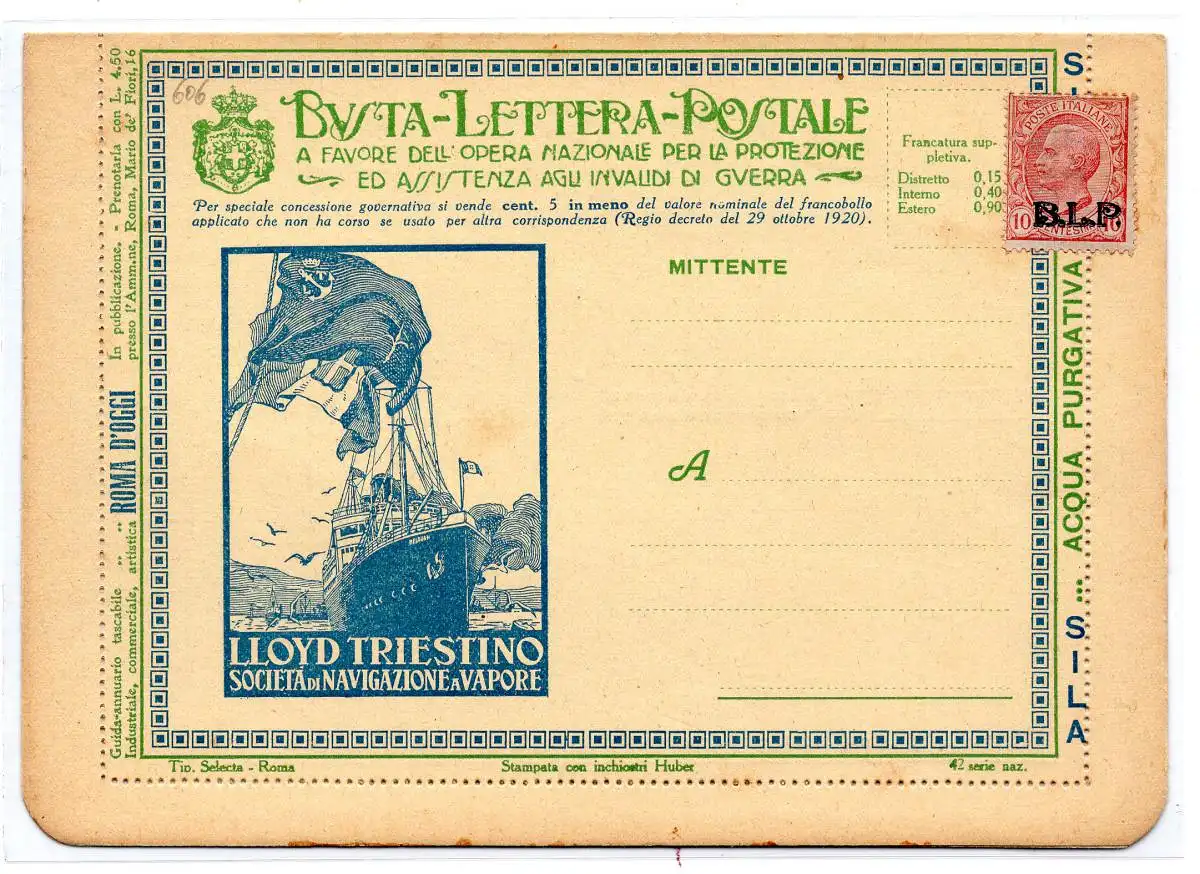 606
BUSTA-LETTERA-POSTALE
A FAVORE DELL'OPERA NAZIONALE PER LA PROTEZIONE
ED ASSISTENZA AGLI INVALIDI DI GVERRA
Per speciale concessione governativa si vende cent. 5 in meno del valore nominale del francobollo
applicato che non ha corso se usato per altra corrispondenza (Regio decreto del 29 ottobre 1920).
Francatura sup-
pletiva.
Distretto 0,15
Interno 0,40
Estero 0,90
POSTE ITALIANE
B.L.P.
10 CENTESIMI 10
MITTENTE
A
LLOYD TRIESTINO
SOCIETÀ DI NAVIGAZIONE A VAPORE
Guida-annuario tascabile .. .. ROMA D'OGGI In pubblicazione. - Prenotarla con L. 4.50
Industriale, commerciale, artistica presso l'Amm.ne, Roma, Mario de' Fiori, 16
SILA ... ACQUA PURGATIVA
S
Tip. Selecta - Roma
Stampata con inchiostri Huber
42 serie naz.